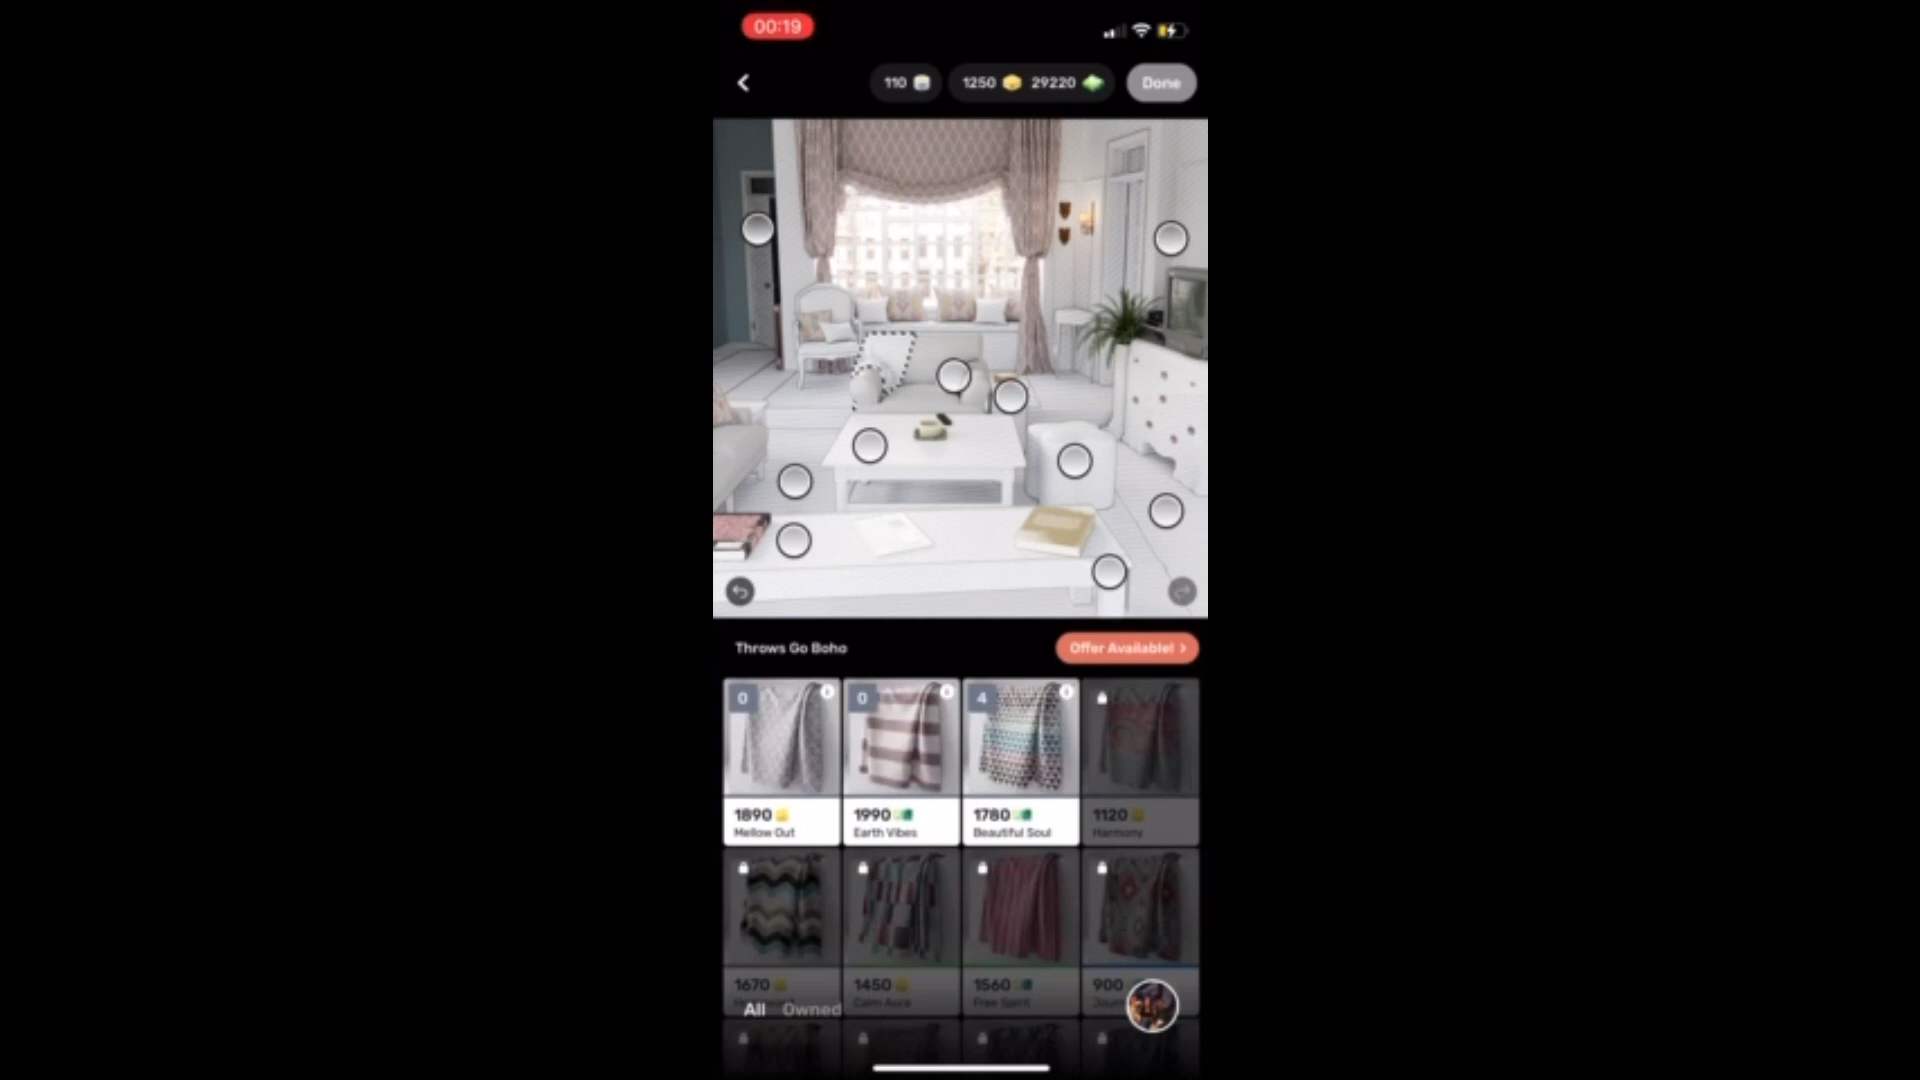 00:19
110 1250 29220 Done
Throws Go Boho Offer Available! >
0 0 4
1890 1990 1780 1120
Mellow Out Earth Vibes Beautiful Soul Harmony
1670 1450 1560 900
Calm Aura Free Spirit
All Owned